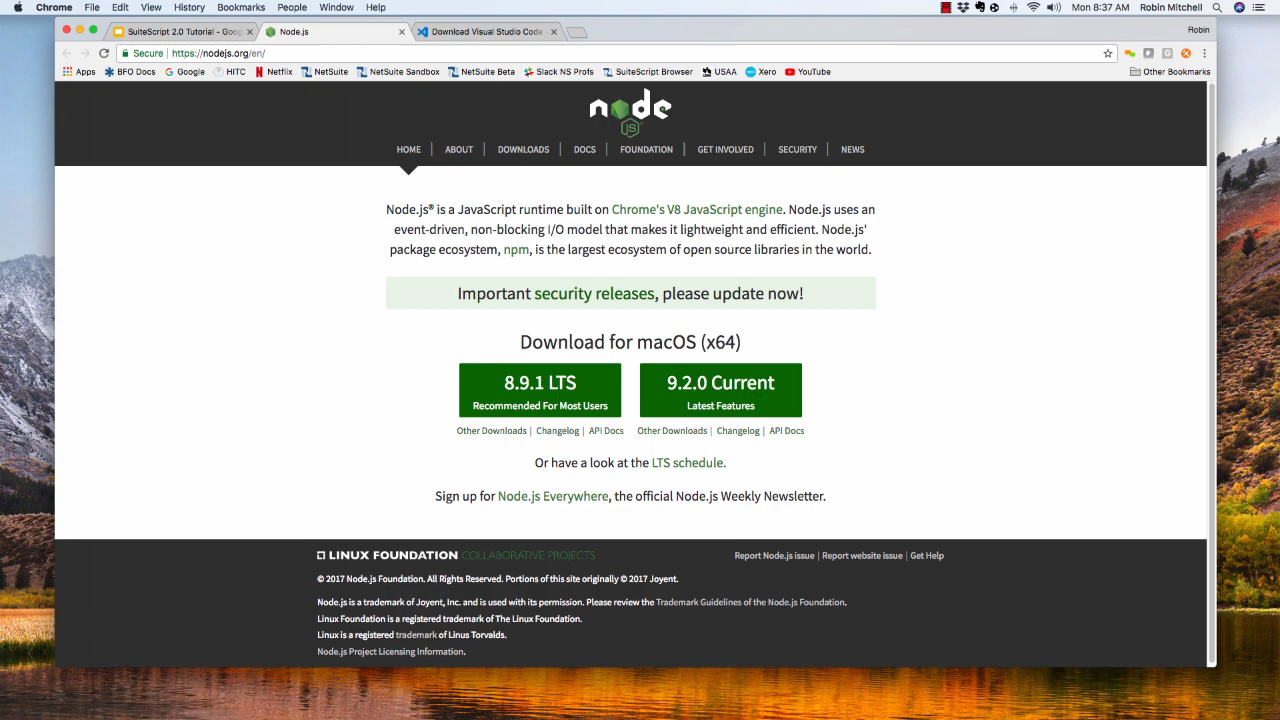 Chrome File Edit View History Bookmarks People Window Help Mon 8:37 AM Robin Mitchell
SuiteScript 2.0 Tutorial - Goog Node.js Download Visual Studio Code Robin
Secure https://nodejs.org/en/
Apps BFO Docs Google HITC Netflix NetSuite NetSuite Sandbox NetSuite Beta Slack NS Profs SuiteScript Browser USAA Xero YouTube Other Bookmarks
node
JS
HOME ABOUT DOWNLOADS DOCS FOUNDATION GET INVOLVED SECURITY NEWS
Node.js® is a JavaScript runtime built on Chrome's V8 JavaScript engine. Node.js uses an
event-driven, non-blocking I/O model that makes it lightweight and efficient. Node.js'
package ecosystem, npm, is the largest ecosystem of open source libraries in the world.
Important security releases, please update now!
Download for macOS (x64)
8.9.1 LTS 9.2.0 Current
Recommended For Most Users Latest Features
Other Downloads | Changelog | API Docs Other Downloads | Changelog | API Docs
Or have a look at the LTS schedule.
Sign up for Node.js Everywhere, the official Node.js Weekly Newsletter.
LINUX FOUNDATION COLLABORATIVE PROJECTS Report Node.js issue | Report website issue | Get Help
© 2017 Node.js Foundation. All Rights Reserved. Portions of this site originally © 2017 Joyent.
Node.js is a trademark of Joyent, Inc. and is used with its permission. Please review the Trademark Guidelines of the Node.js Foundation.
Linux Foundation is a registered trademark of The Linux Foundation.
Linux is a registered trademark of Linus Torvalds.
Node.js Project Licensing Information.